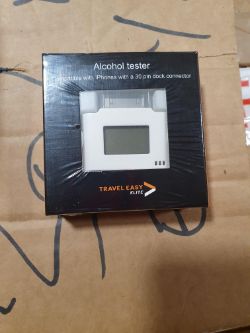 Alcohol tester
Compatible with iPhones with a 30 pin dock connector
TRAVEL EASY
ELITE